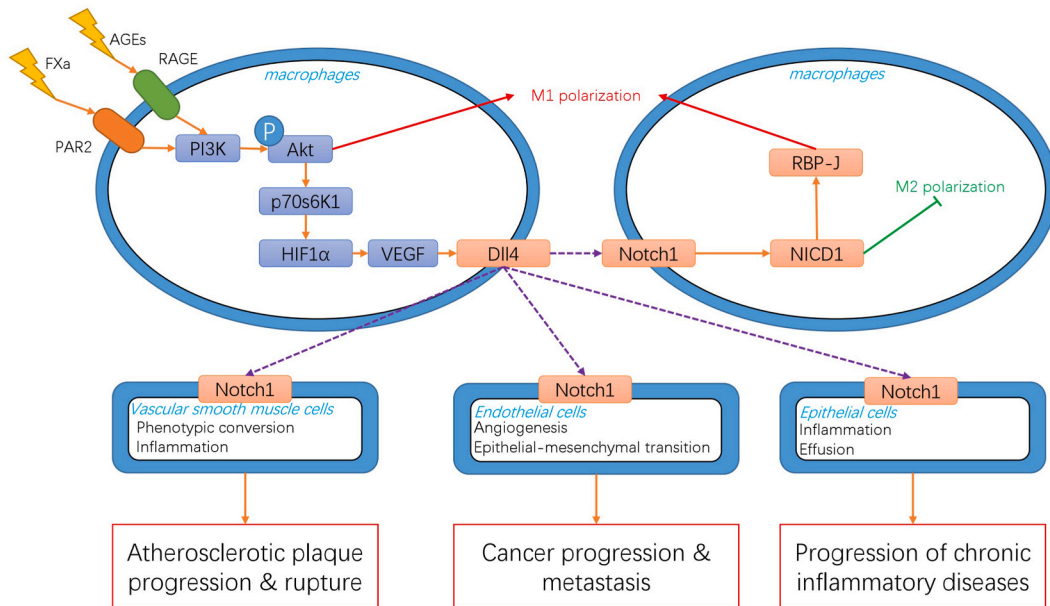 AGEs
FXa
RAGE
PAR2
macrophages
M1 polarization
macrophages
P
PI3K
Akt
RBP-J
p70s6K1
M2 polarization
HIF1α
VEGF
Dll4
Notch1
NICD1
Notch1
Vascular smooth muscle cells
Phenotypic conversion
Inflammation
Notch1
Endothelial cells
Angiogenesis
Epithelial-mesenchymal transition
Notch1
Epithelial cells
Inflammation
Effusion
Atherosclerotic plaque
progression & rupture
Cancer progression &
metastasis
Progression of chronic
inflammatory diseases